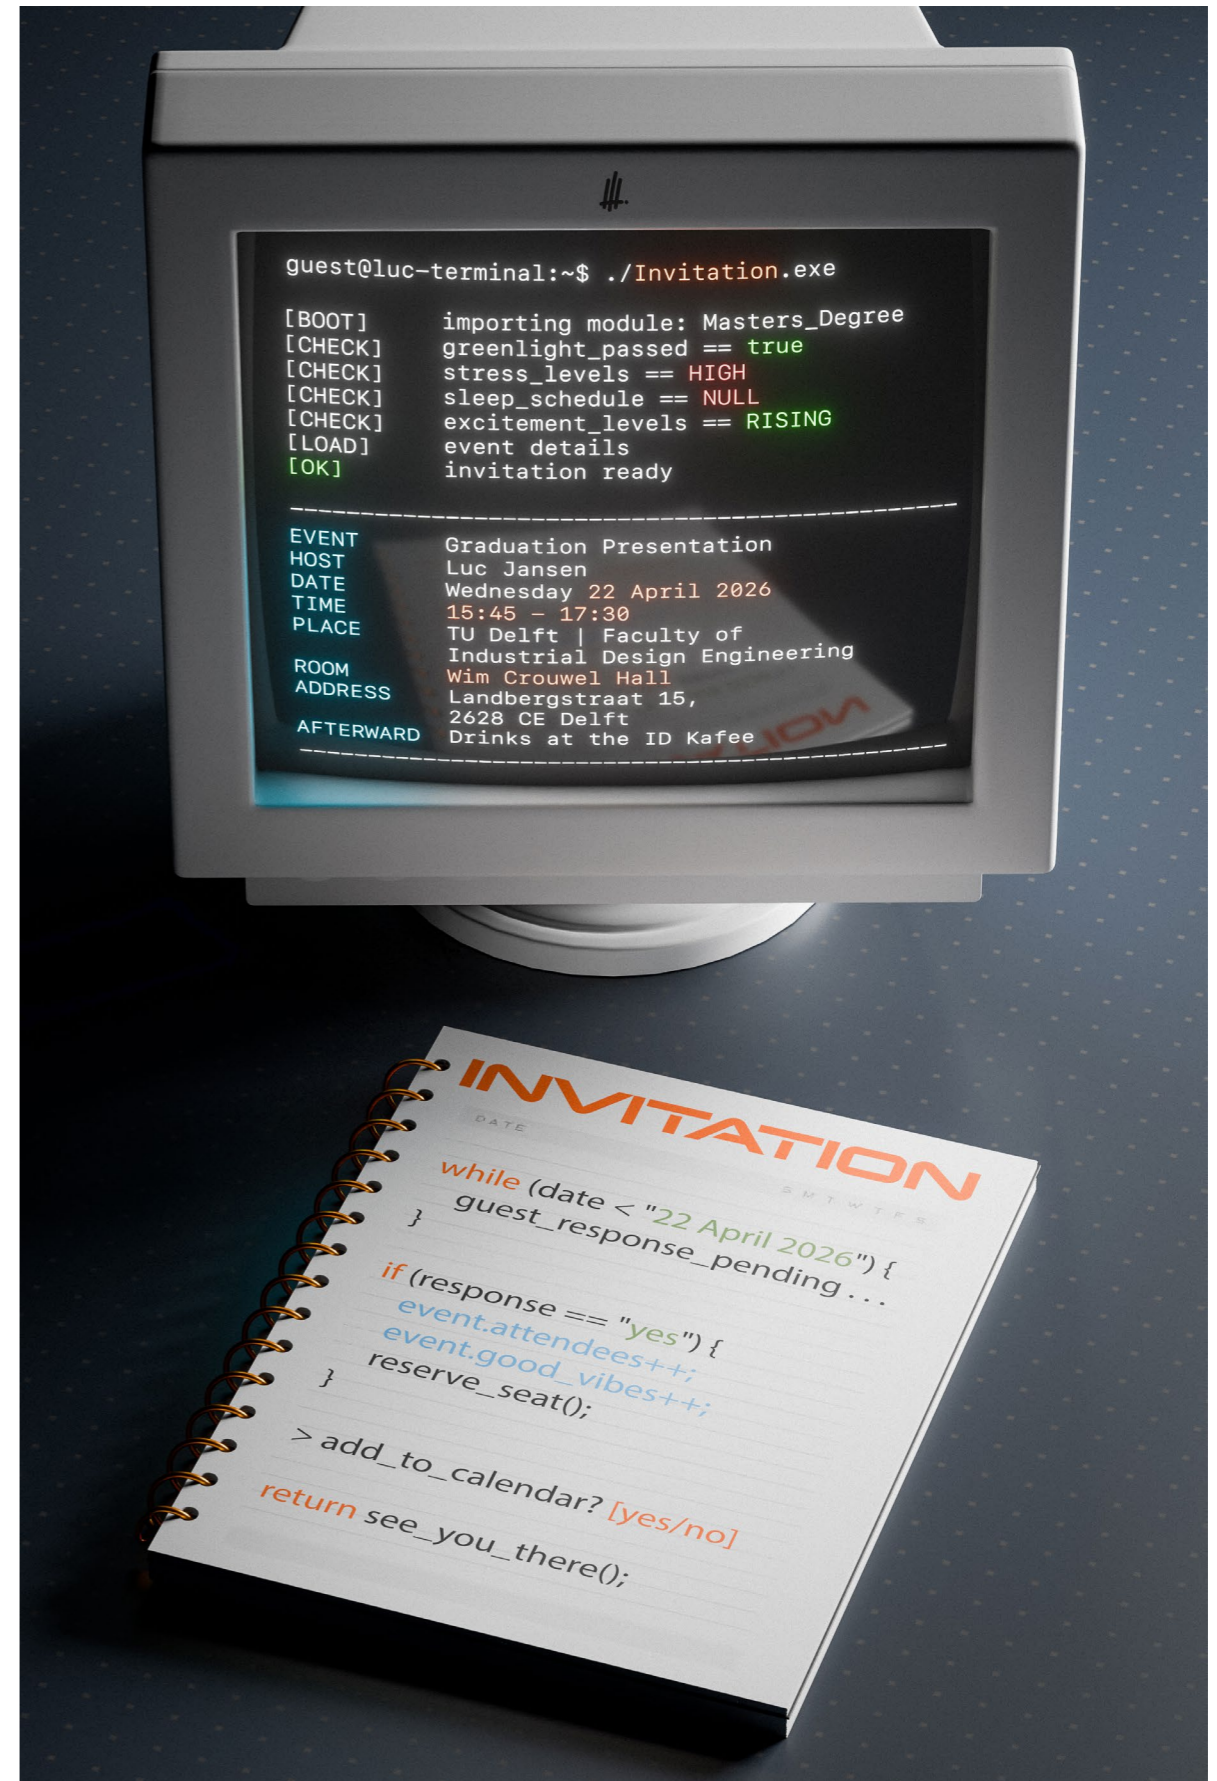 guest@luc-terminal:~$ ./Invitation.exe
[BOOT] importing module: Masters_Degree
[CHECK] greenlight_passed == true
[CHECK] stress_levels == HIGH
[CHECK] sleep_schedule == NULL
[CHECK] excitement_levels == RISING
[LOAD] event details
[OK] invitation ready
EVENT Graduation Presentation
HOST Luc Jansen
DATE Wednesday 22 April 2026
TIME 15:45 – 17:30
PLACE TU Delft | Faculty of
Industrial Design Engineering
ROOM Wim Crouwel Hall
ADDRESS Landbergstraat 15,
2628 CE Delft
AFTERWARD Drinks at the ID Kafee
INVITATION
DATE
S M T W T F S
while (date < "22 April 2026") {
guest_response_pending ...
}
if (response == "yes") {
event.attendees++;
event.good_vibes++;
reserve_seat();
}
> add_to_calendar? [yes/no]
return see_you_there();